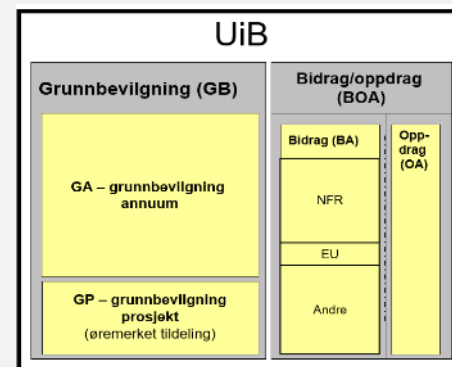 UiB
Grunnbevilgning (GB)
GA – grunnbevilgning
annuum
GP – grunnbevilgning
prosjekt
(øremerket tildeling)
Bidrag/oppdrag
(BOA)
Bidrag (BA)
NFR
EU
Andre
Opp-
drag
(OA)